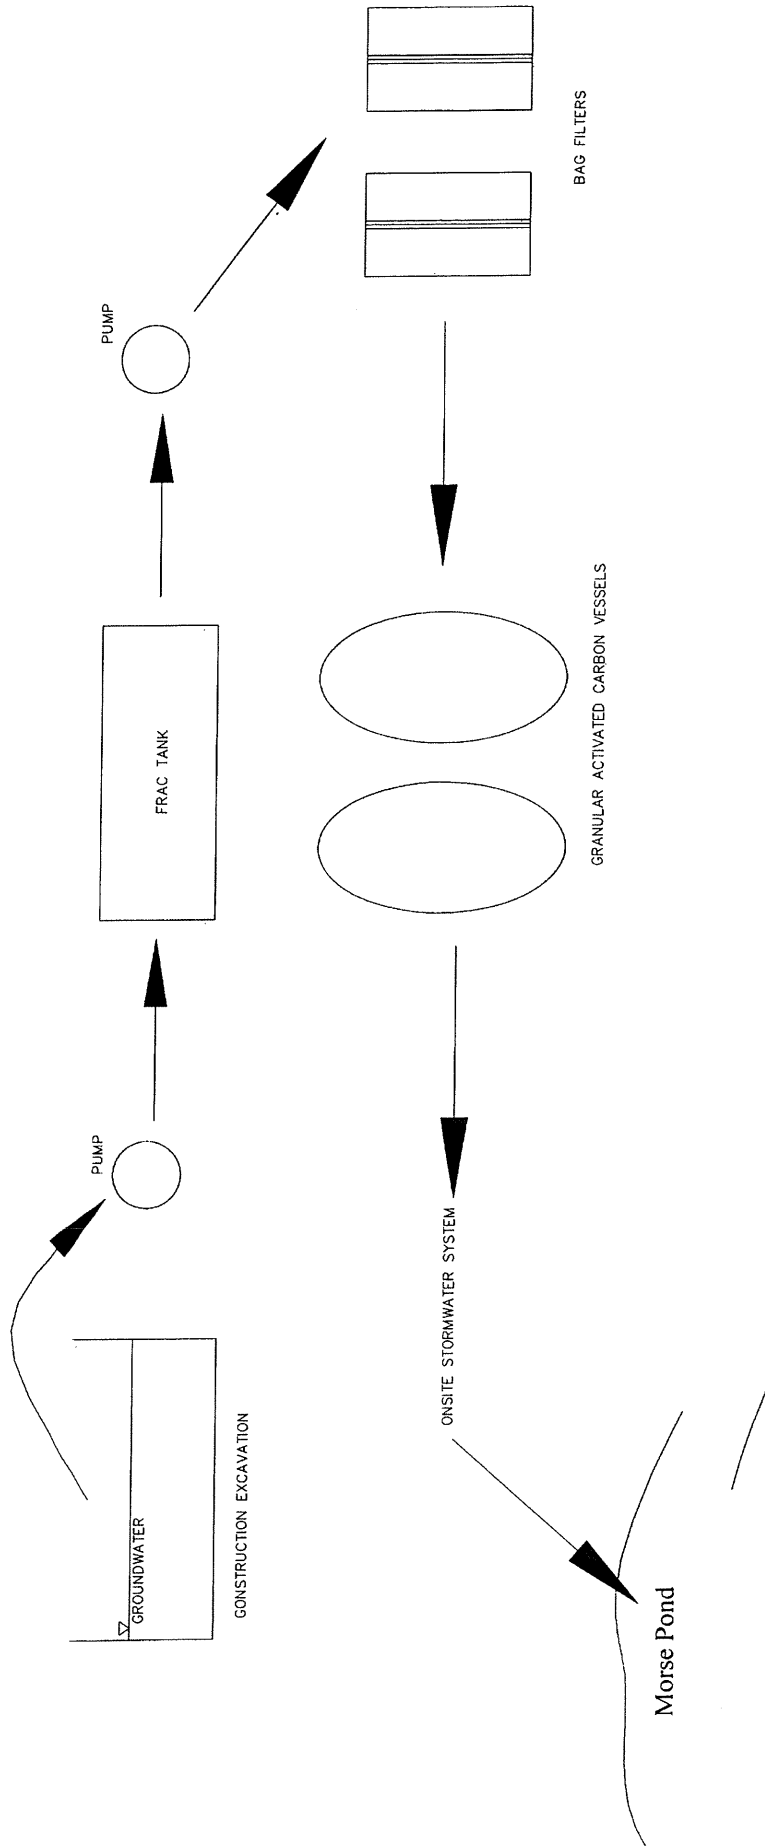 GROUNDWATER
GONSTRUCTION EXCAVATION
PUMP
FRAC TANK
PUMP
BAG FILTERS
GRANULAR ACTIVATED CARBON VESSELS
ONSITE STORMWATER SYSTEM
Morse Pond